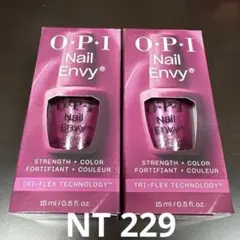 O·P·I
Nail
Envy®
STRENGTH + COLOR
FORTIFIANT + COULEUR
TRI-FLEX TECHNOLOGY™
15 ml/0.5 fl. oz.
O·P·I
Nail
Envy®
STRENGTH + COLOR
FORTIFIANT + COULEUR
TRI-FLEX TECHNOLOGY™
15 ml/0.5 fl. oz.
NT 229